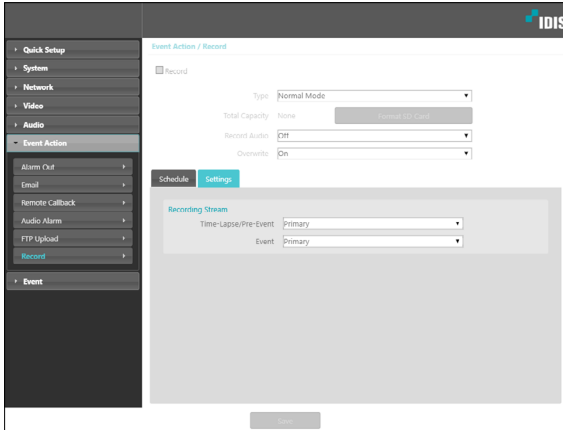 IDIS
Quick Setup
System
Network
Video
Audio
Event Action
Alarm Out
Email
Remote Callback
Audio Alarm
FTP Upload
Record
Event
Event Action / Record
Record
Type Normal Mode
Total Capacity None Format SD Card
Record Audio Off
Overwrite On
Schedule Settings
Recording Stream
Time-Lapse/Pre-Event Primary
Event Primary
Save